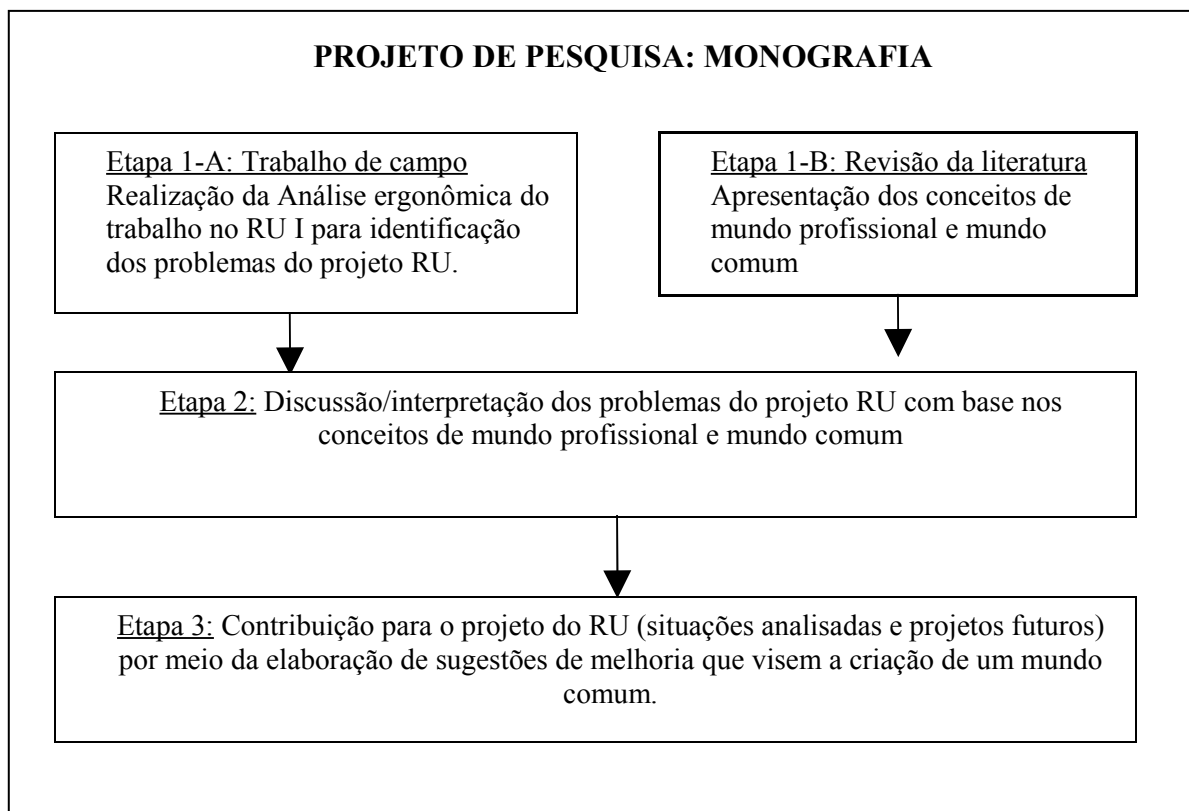 PROJETO DE PESQUISA: MONOGRAFIA
Etapa 1-A: Trabalho de campo
Realização da Análise ergonômica do
trabalho no RU I para identificação
dos problemas do projeto RU.
Etapa 1-B: Revisão da literatura
Apresentação dos conceitos de
mundo profissional e mundo
comum
Etapa 2: Discussão/interpretação dos problemas do projeto RU com base nos
conceitos de mundo profissional e mundo comum
Etapa 3: Contribuição para o projeto do RU (situações analisadas e projetos futuros)
por meio da elaboração de sugestões de melhoria que visem a criação de um mundo
comum.